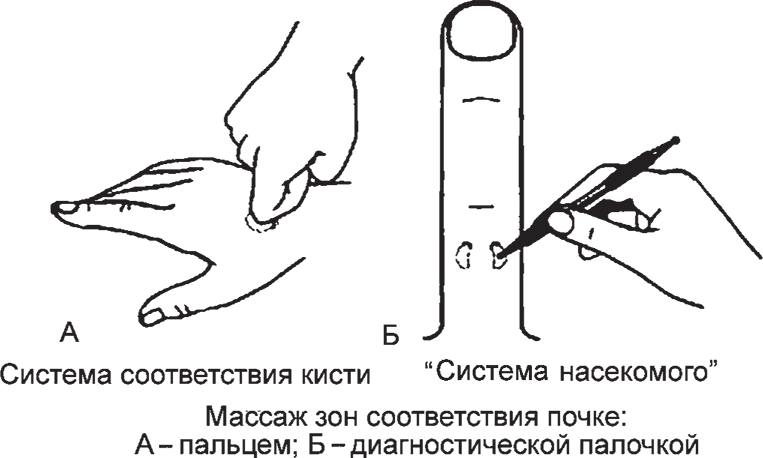 А
Б
Система соответствия кисти
“Система насекомого”
Массаж зон соответствия почке:
А – пальцем; Б – диагностической палочкой